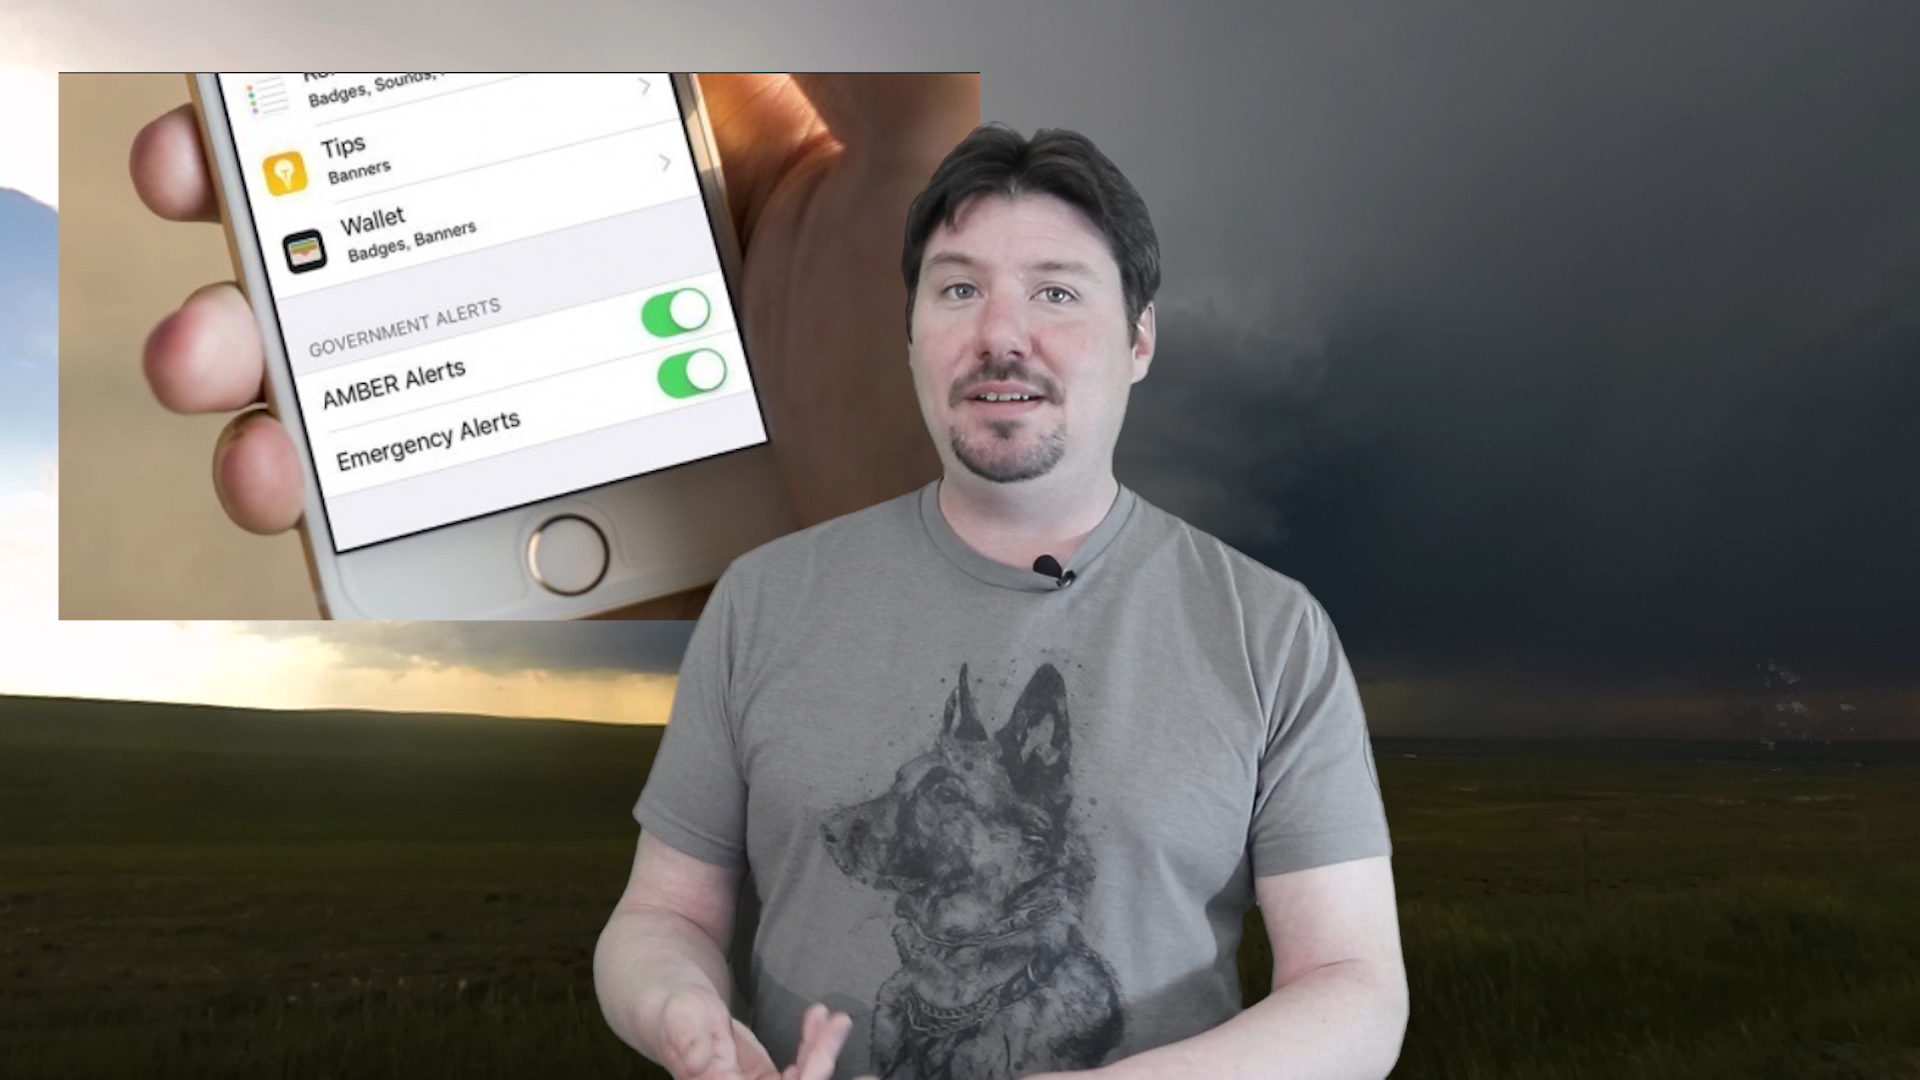 Badges, Sounds,
Tips
Banners
Wallet
Badges, Banners
GOVERNMENT ALERTS
AMBER Alerts
Emergency Alerts